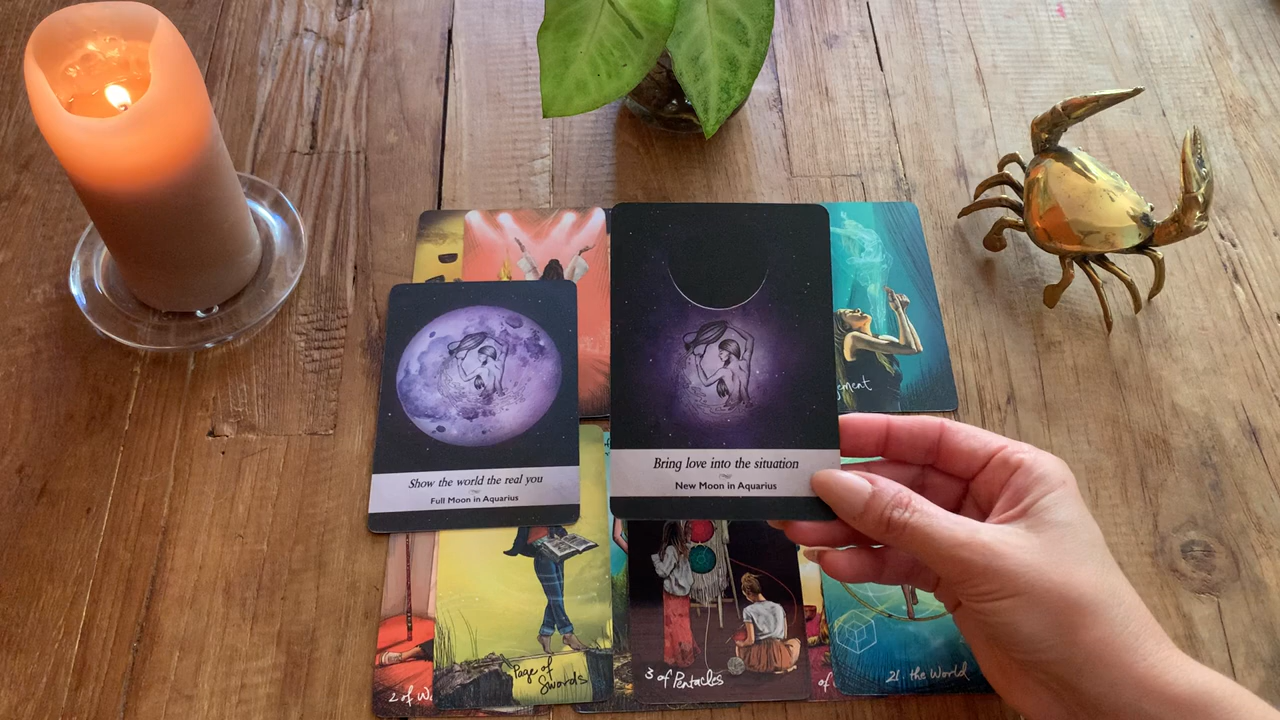 Show the world the real you
Full Moon in Aquarius
Bring love into the situation
New Moon in Aquarius
2 of
Page of
Swords
3 of Pentacles
of
21. the World